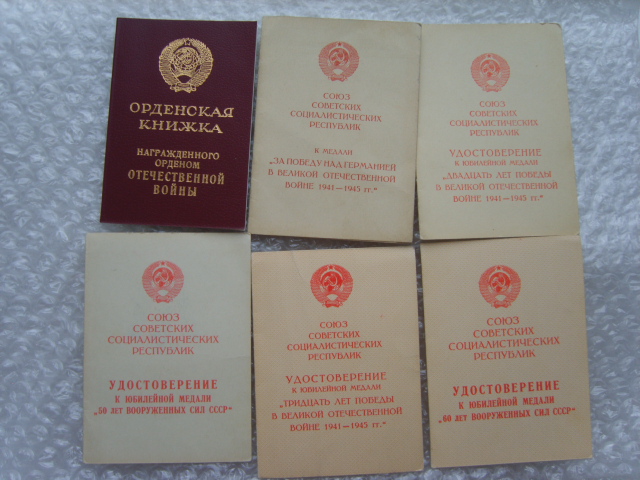 ОРДЕНСКАЯ
КНИЖКА
НАГРАЖДЕННОГО
ОРДЕНОМ
ОТЕЧЕСТВЕННОЙ
ВОЙНЫ
СОЮЗ
СОВЕТСКИХ
СОЦИАЛИСТИЧЕСКИХ
РЕСПУБЛИК
К МЕДАЛИ
„ЗА ПОБЕДУ НАД ГЕРМАНИЕЙ
В ВЕЛИКОЙ ОТЕЧЕСТВЕННОЙ
ВОЙНЕ 1941—1945 гг.“
СОЮЗ
СОВЕТСКИХ
СОЦИАЛИСТИЧЕСКИХ
РЕСПУБЛИК
УДОСТОВЕРЕНИЕ
К ЮБИЛЕЙНОЙ МЕДАЛИ
„ДВАДЦАТЬ ЛЕТ ПОБЕДЫ
В ВЕЛИКОЙ ОТЕЧЕСТВЕННОЙ
ВОЙНЕ 1941—1945 гг.“
СОЮЗ
СОВЕТСКИХ
СОЦИАЛИСТИЧЕСКИХ
РЕСПУБЛИК
УДОСТОВЕРЕНИЕ
К ЮБИЛЕЙНОЙ МЕДАЛИ
„50 ЛЕТ ВООРУЖЕННЫХ СИЛ СССР“
СОЮЗ
СОВЕТСКИХ
СОЦИАЛИСТИЧЕСКИХ
РЕСПУБЛИК
УДОСТОВЕРЕНИЕ
К ЮБИЛЕЙНОЙ МЕДАЛИ
„ТРИДЦАТЬ ЛЕТ ПОБЕДЫ
В ВЕЛИКОЙ ОТЕЧЕСТВЕННОЙ
ВОЙНЕ 1941—1945 гг.“
СОЮЗ
СОВЕТСКИХ
СОЦИАЛИСТИЧЕСКИХ
РЕСПУБЛИК
УДОСТОВЕРЕНИЕ
К ЮБИЛЕЙНОЙ МЕДАЛИ
„60 ЛЕТ ВООРУЖЕННЫХ СИЛ СССР“